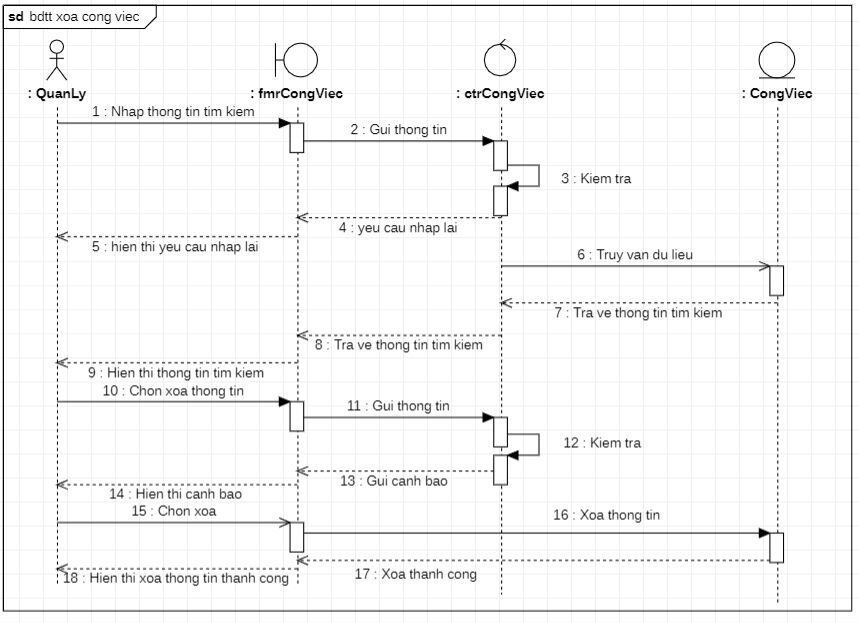 sd bdtt xoa cong viec
: QuanLy
: fmrCongViec
: ctrCongViec
: CongViec
1 : Nhap thong tin tim kiem
2 : Gui thong tin
3 : Kiem tra
4 : yeu cau nhap lai
5 : hien thi yeu cau nhap lai
6 : Truy van du lieu
7 : Tra ve thong tin tim kiem
8 : Tra ve thong tin tim kiem
9 : Hien thi thong tin tim kiem
10 : Chon xoa thong tin
11 : Gui thong tin
12 : Kiem tra
13 : Gui canh bao
14 : Hien thi canh bao
15 : Chon xoa
16 : Xoa thong tin
17 : Xoa thanh cong
18 : Hien thi xoa thong tin thanh cong